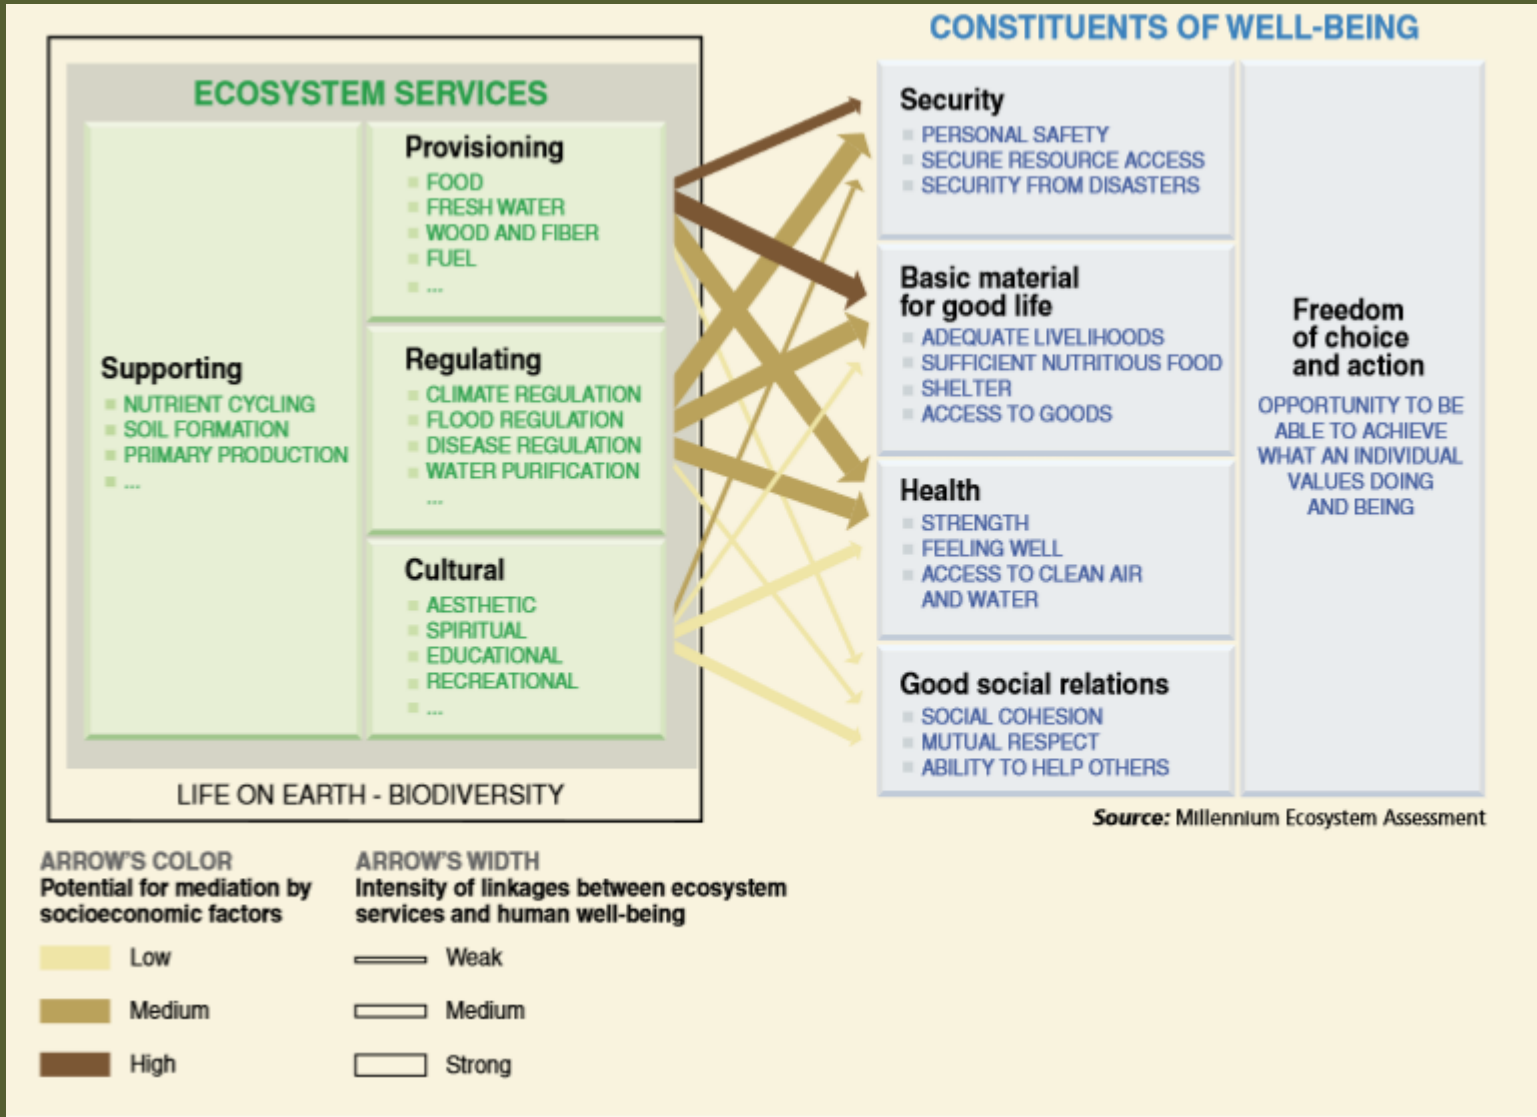 CONSTITUENTS OF WELL-BEING
ECOSYSTEM SERVICES
Supporting
NUTRIENT CYCLING
SOIL FORMATION
PRIMARY PRODUCTION
...
Provisioning
FOOD
FRESH WATER
WOOD AND FIBER
FUEL
...
Regulating
CLIMATE REGULATION
FLOOD REGULATION
DISEASE REGULATION
WATER PURIFICATION
...
Cultural
AESTHETIC
SPIRITUAL
EDUCATIONAL
RECREATIONAL
...
LIFE ON EARTH - BIODIVERSITY
Security
PERSONAL SAFETY
SECURE RESOURCE ACCESS
SECURITY FROM DISASTERS
Basic material
for good life
ADEQUATE LIVELIHOODS
SUFFICIENT NUTRITIOUS FOOD
SHELTER
ACCESS TO GOODS
Health
STRENGTH
FEELING WELL
ACCESS TO CLEAN AIR
AND WATER
Good social relations
SOCIAL COHESION
MUTUAL RESPECT
ABILITY TO HELP OTHERS
Freedom
of choice
and action
OPPORTUNITY TO BE
ABLE TO ACHIEVE
WHAT AN INDIVIDUAL
VALUES DOING
AND BEING
Source: Millennium Ecosystem Assessment
ARROW'S COLOR
Potential for mediation by
socioeconomic factors
Low
Medium
High
ARROW'S WIDTH
Intensity of linkages between ecosystem
services and human well-being
Weak
Medium
Strong